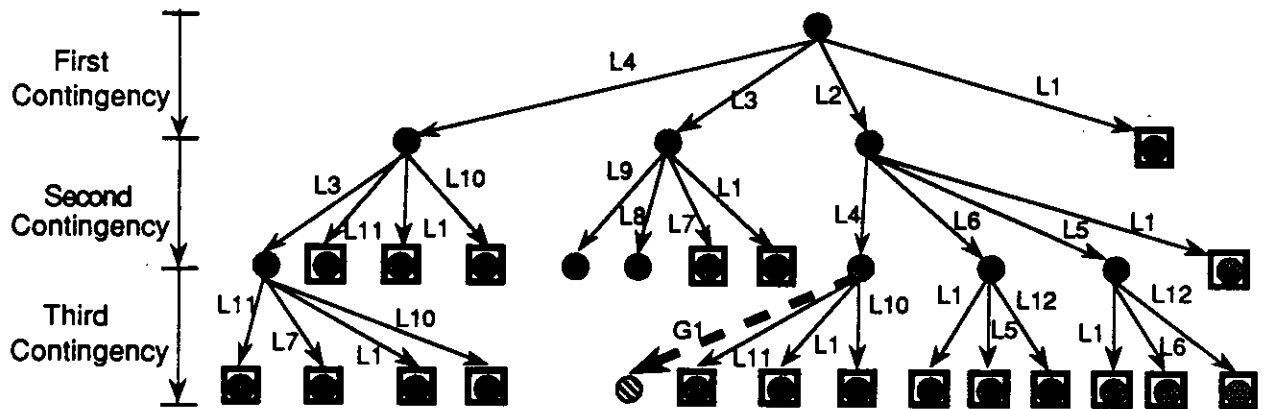 First
Contingency
L4
L3
L2
L1
Second
Contingency
L3
L11
L1
L10
L9
L8
L7
L1
L4
L6
L5
L1
Third
Contingency
L11
L7
L1
L10
G1
L11
L1
L10
L1
L5
L12
L1
L6
L12